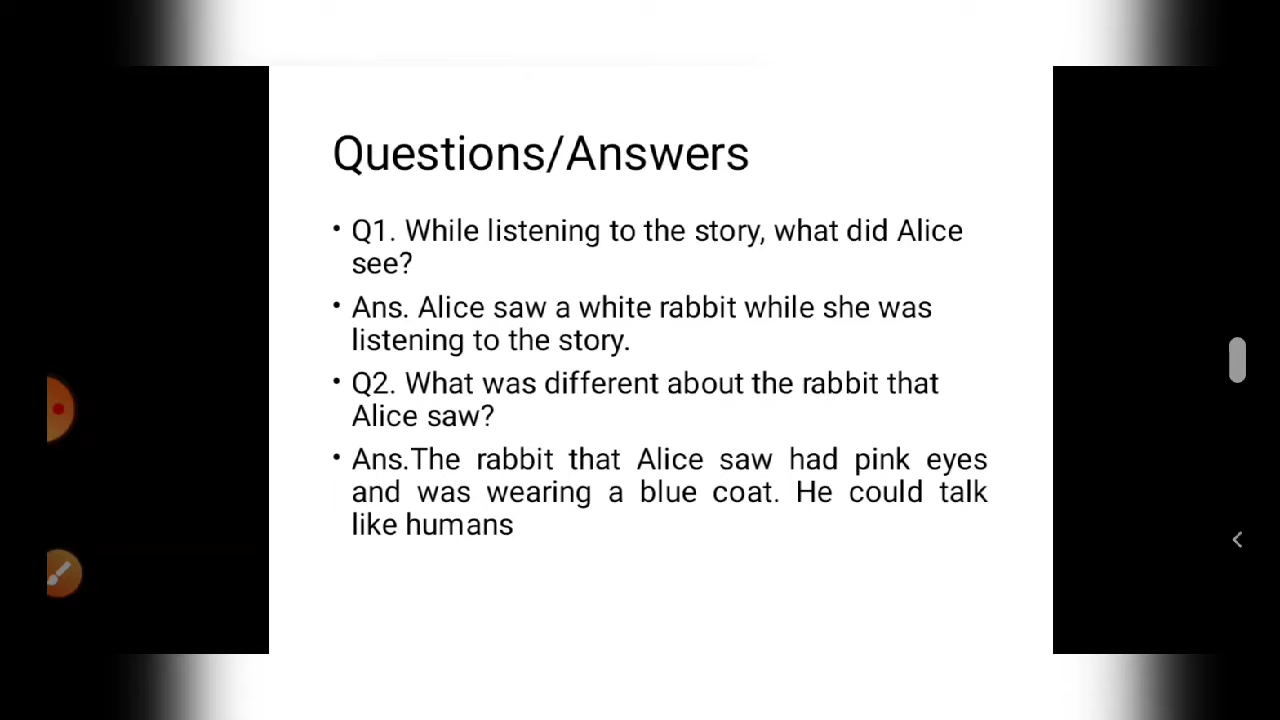 Questions/Answers
• Q1. While listening to the story, what did Alice
see?
• Ans. Alice saw a white rabbit while she was
listening to the story.
• Q2. What was different about the rabbit that
Alice saw?
• Ans.The rabbit that Alice saw had pink eyes
and was wearing a blue coat. He could talk
like humans